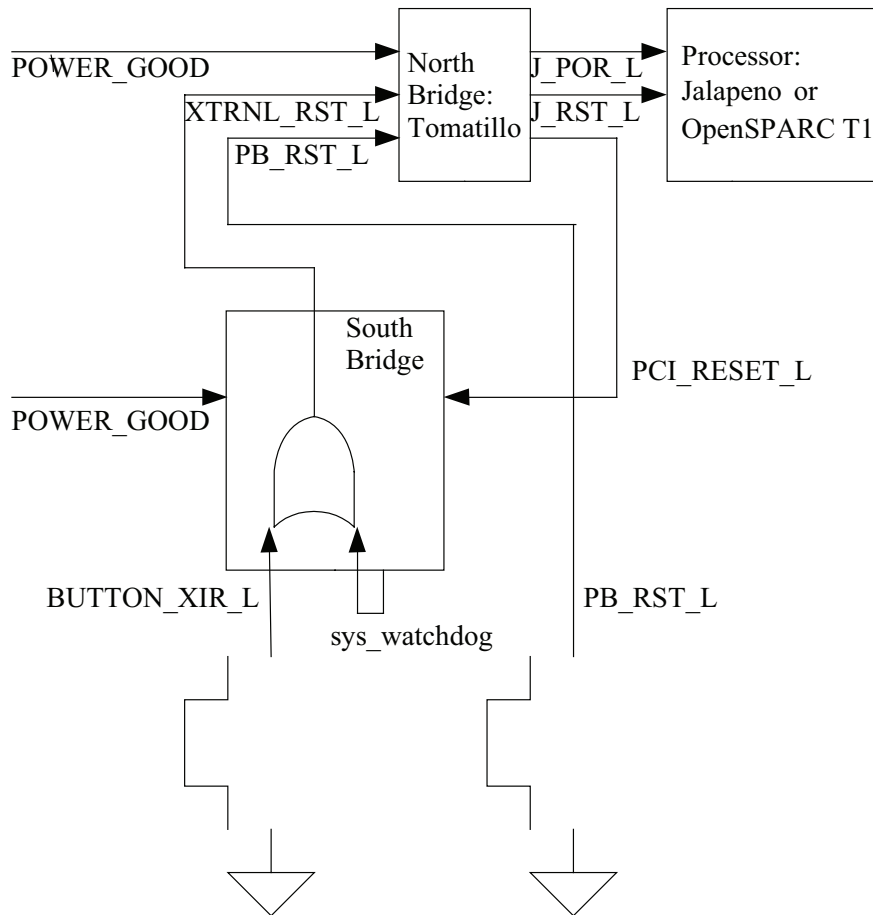 POWER_GOOD
North
Bridge:
Tomatillo
J_POR_L
Processor:
Jalapeno or
OpenSPARC T1
XTRNL_RST_L
J_RST_L
PB_RST_L
South
Bridge
PCI_RESET_L
POWER_GOOD
BUTTON_XIR_L
PB_RST_L
sys_watchdog